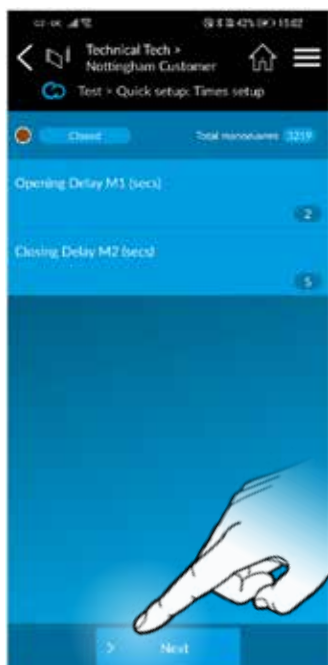 Technical Tech >
Nottingham Customer
Test > Quick setup: Times setup
Closed
Total manoeuvres 3219
Opening Delay M1 (secs)
2
Closing Delay M2 (secs)
5
> Next